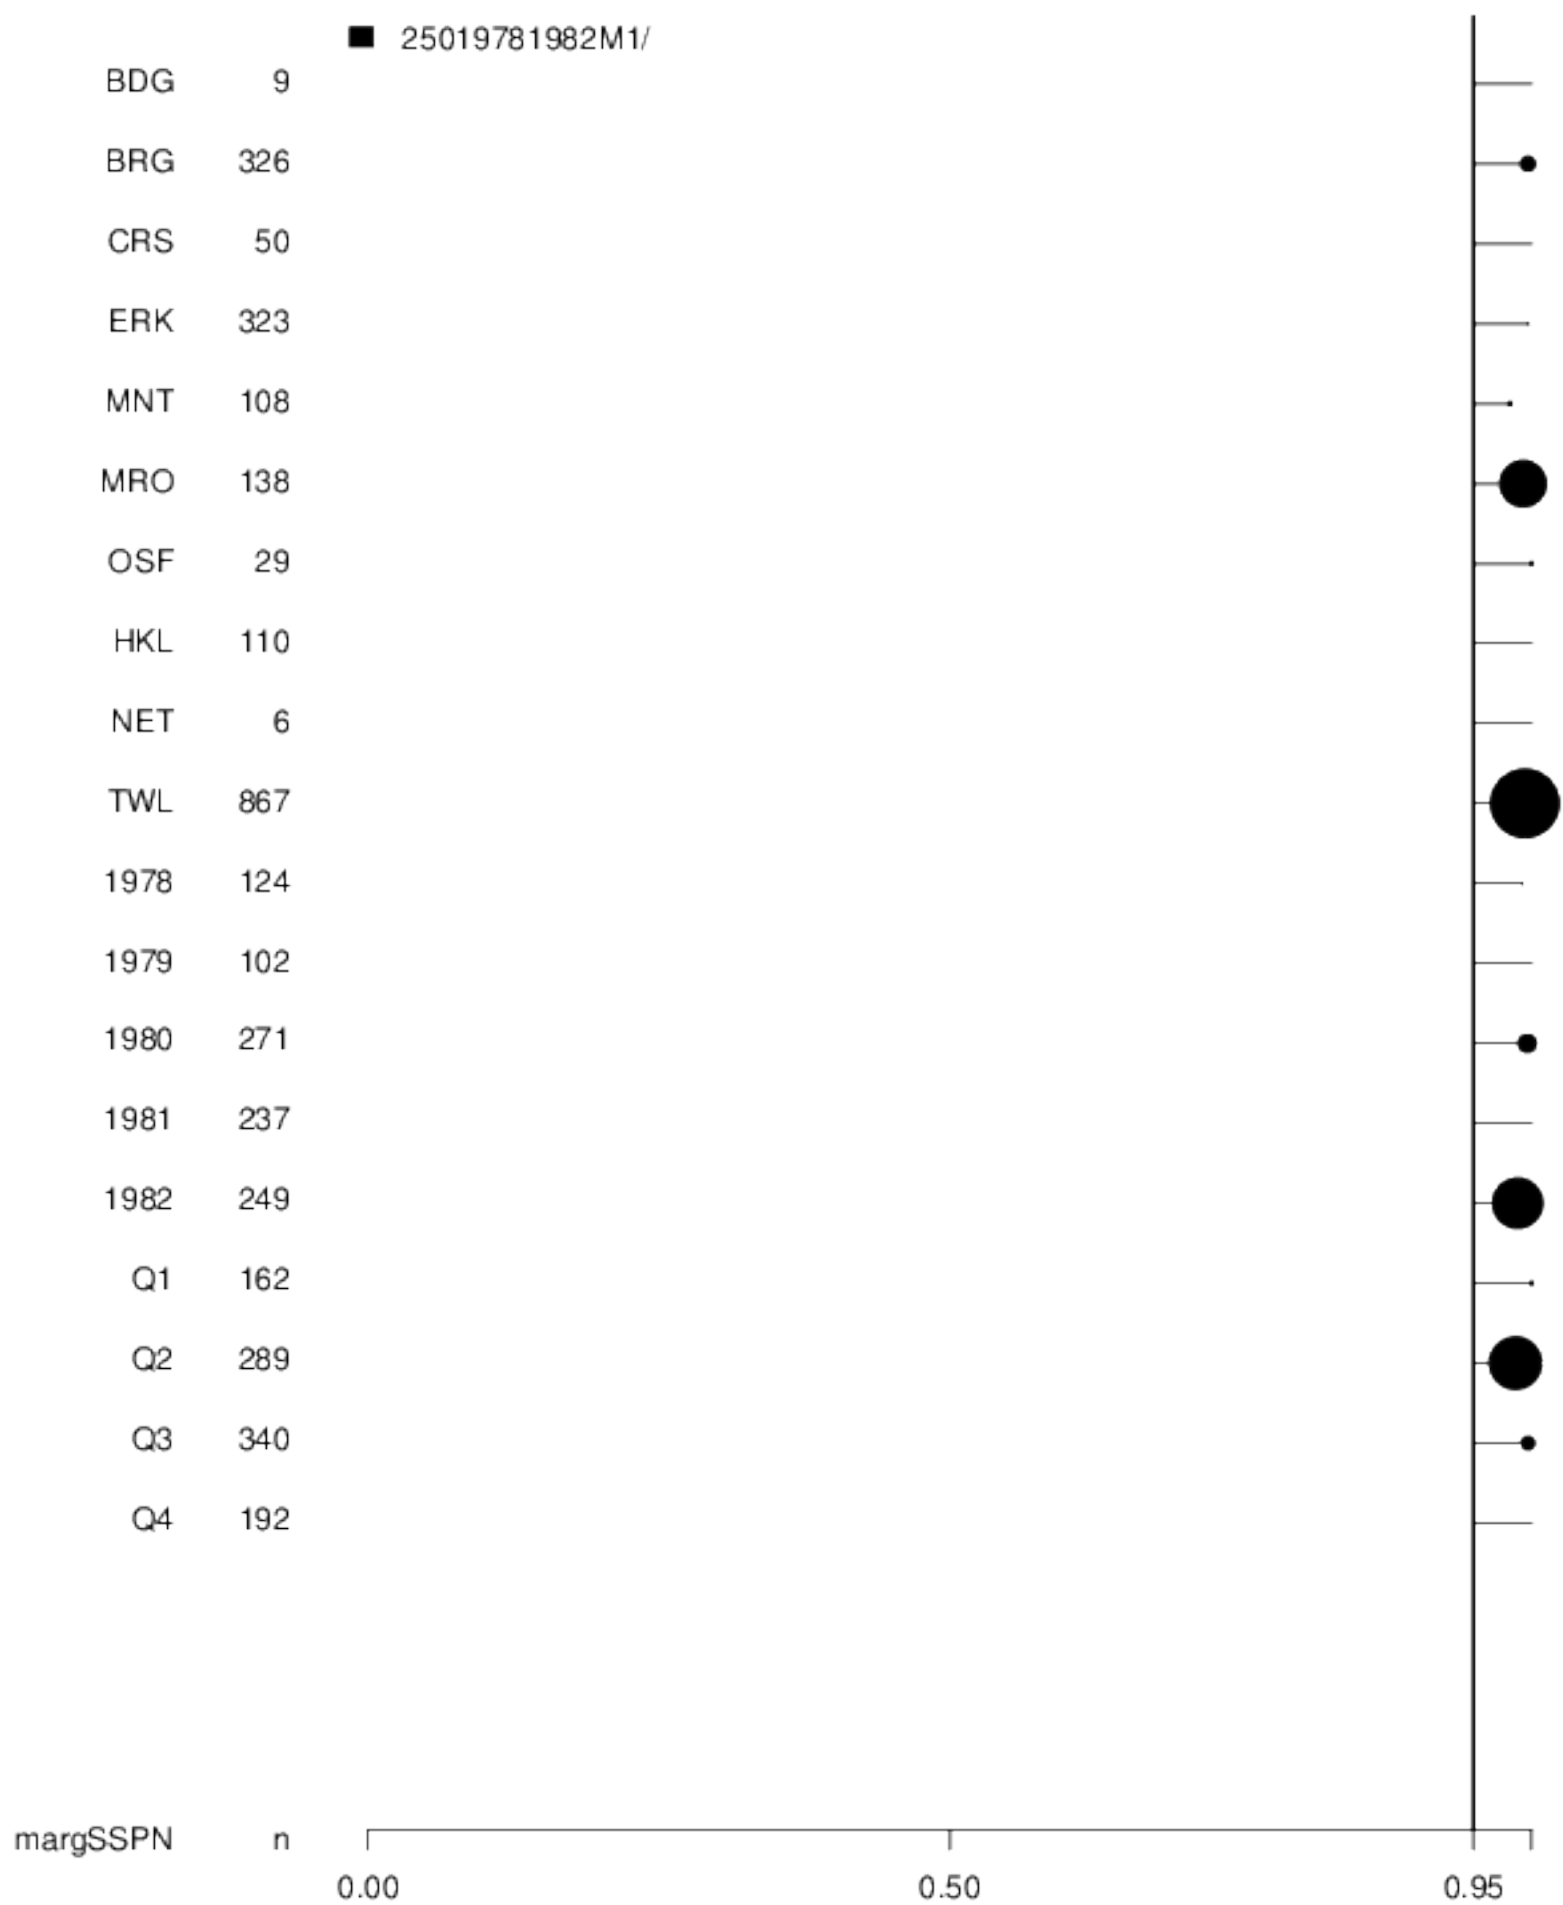 25019781982M1/
BDG 9
BRG 326
CRS 50
ERK 323
MNT 108
MRO 138
OSF 29
HKL 110
NET 6
TWL 867
1978 124
1979 102
1980 271
1981 237
1982 249
Q1 162
Q2 289
Q3 340
Q4 192
margSSPN n
0.00 0.50 0.95